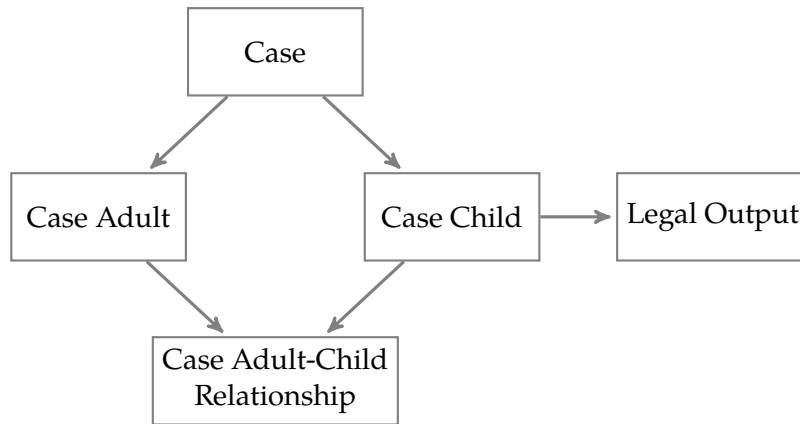 Case
Case Adult
Case Child
Legal Output
Case Adult-Child
Relationship